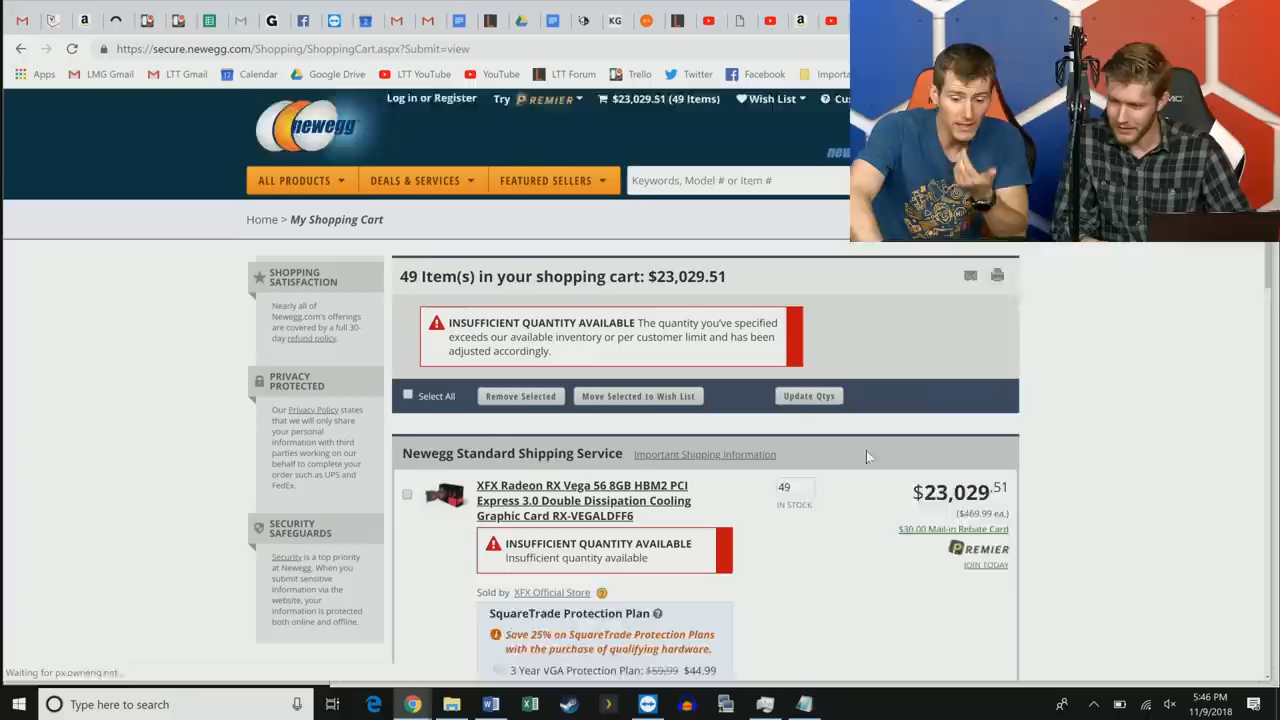 https://secure.newegg.com/Shopping/ShoppingCart.aspx?Submit=view
Apps
LMG Gmail
LTT Gmail
Calendar
Google Drive
LTT YouTube
YouTube
LTT Forum
Trello
Twitter
Facebook
Importa
Log in or Register
Try PREMIER
$23,029.51 (49 Items)
Wish List
Cus
newegg
ALL PRODUCTS
DEALS & SERVICES
FEATURED SELLERS
Keywords, Model # or Item #
Home > My Shopping Cart
SHOPPING
SATISFACTION
Nearly all of
Newegg.com's offerings
are covered by a full 30-
day refund policy.
PRIVACY
PROTECTED
Our Privacy Policy states
that we will only share
your personal
information with third
parties working on our
behalf to complete your
order such as UPS and
FedEx.
SECURITY
SAFEGUARDS
Security is a top priority
at Newegg. When you
submit sensitive
information via the
website, your
information is protected
both online and offline.
49 Item(s) in your shopping cart: $23,029.51
INSUFFICIENT QUANTITY AVAILABLE The quantity you've specified
exceeds our available inventory or per customer limit and has been
adjusted accordingly.
Select All
Remove Selected
Move Selected to Wish List
Update Qtys
Newegg Standard Shipping Service
Important Shipping Information
XFX Radeon RX Vega 56 8GB HBM2 PCI
Express 3.0 Double Dissipation Cooling
Graphic Card RX-VEGALDFF6
49
IN STOCK
$23,029.51
($469.99 ea.)
$30.00 Mail-in Rebate Card
PREMIER
JOIN TODAY
INSUFFICIENT QUANTITY AVAILABLE
Insufficient quantity available
Sold by XFX Official Store
SquareTrade Protection Plan
Save 25% on SquareTrade Protection Plans
with the purchase of qualifying hardware.
3 Year VGA Protection Plan: $59.99 $44.99
Type here to search
5:46 PM
11/9/2018